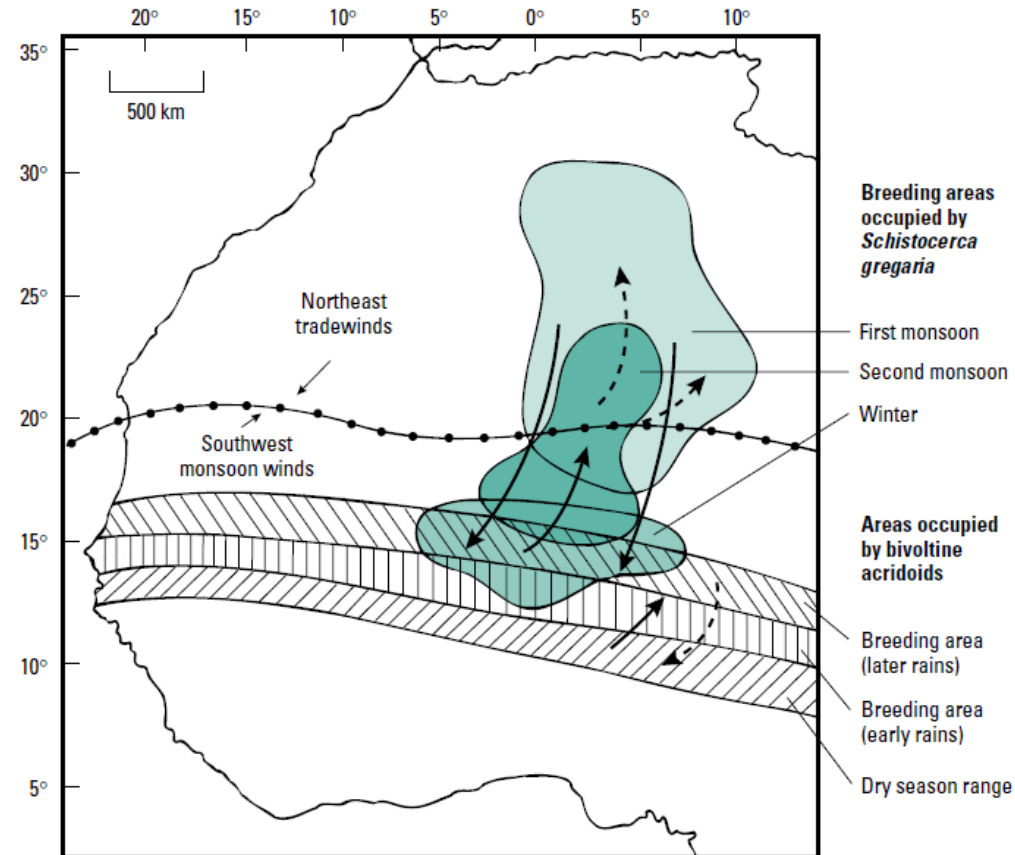 20° 15° 10° 5° 0° 5° 10°
35°
500 km
30°
25°
20°
15°
10°
5°
Northeast
tradewinds
Southwest
monsoon winds
Breeding areas
occupied by
Schistocerca
gregaria
First monsoon
Second monsoon
Winter
Areas occupied
by bivoltine
acridoids
Breeding area
(later rains)
Breeding area
(early rains)
Dry season range